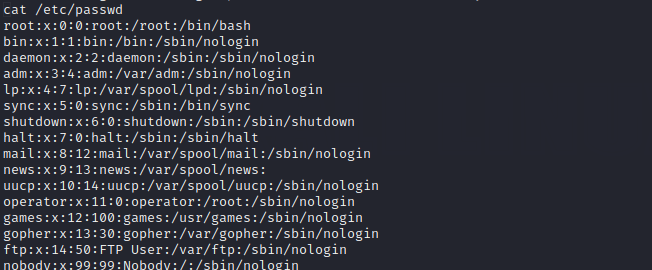 cat /etc/passwd
root:x:0:0:root:/root:/bin/bash
bin:x:1:1:bin:/bin:/sbin/nologin
daemon:x:2:2:daemon:/sbin:/sbin/nologin
adm:x:3:4:adm:/var/adm:/sbin/nologin
lp:x:4:7:lp:/var/spool/lpd:/sbin/nologin
sync:x:5:0:sync:/sbin:/bin/sync
shutdown:x:6:0:shutdown:/sbin:/sbin/shutdown
halt:x:7:0:halt:/sbin:/sbin/halt
mail:x:8:12:mail:/var/spool/mail:/sbin/nologin
news:x:9:13:news:/var/spool/news:
uucp:x:10:14:uucp:/var/spool/uucp:/sbin/nologin
operator:x:11:0:operator:/root:/sbin/nologin
games:x:12:100:games:/usr/games:/sbin/nologin
gopher:x:13:30:gopher:/var/gopher:/sbin/nologin
ftp:x:14:50:FTP User:/var/ftp:/sbin/nologin
nobody:x:99:99:Nobody:/:/sbin/nologin